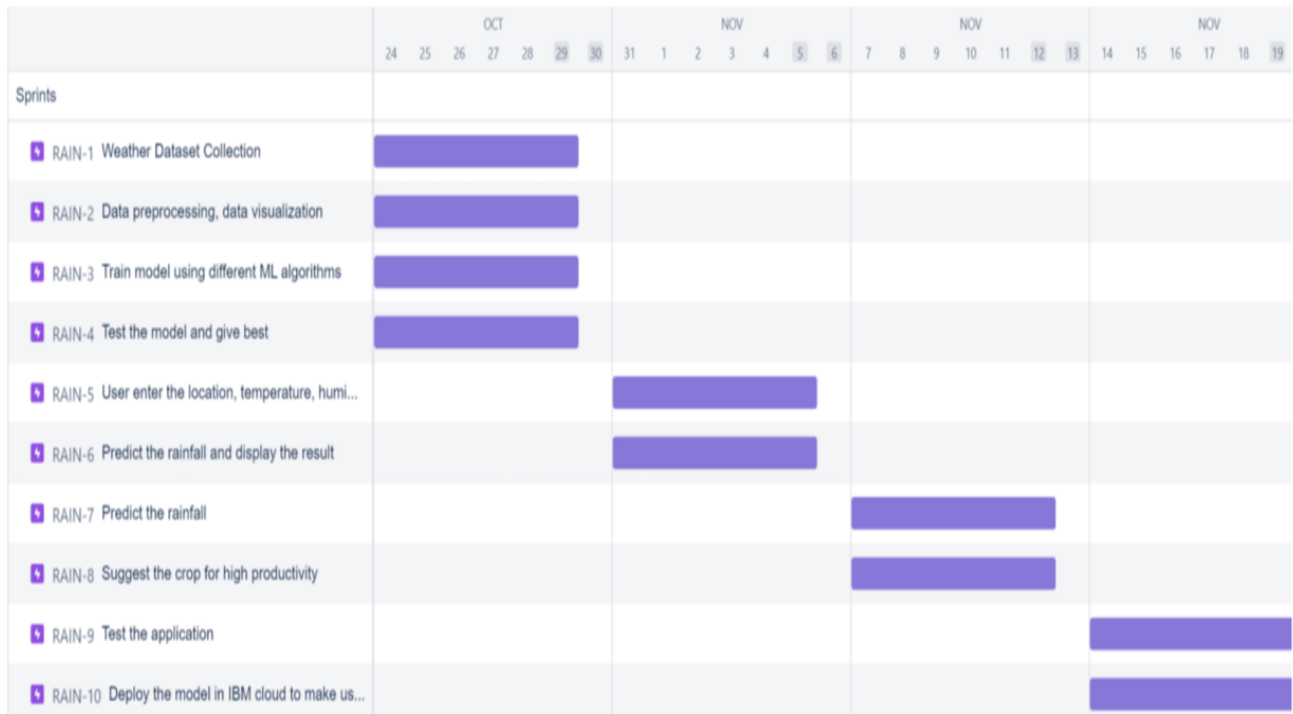 OCT NOV NOV NOV
24 25 26 27 28 29 30 31 1 2 3 4 5 6 7 8 9 10 11 12 13 14 15 16 17 18 19
Sprints
RAIN-1 Weather Dataset Collection
RAIN-2 Data preprocessing, data visualization
RAIN-3 Train model using different ML algorithms
RAIN-4 Test the model and give best
RAIN-5 User enter the location, temperature, humi...
RAIN-6 Predict the rainfall and display the result
RAIN-7 Predict the rainfall
RAIN-8 Suggest the crop for high productivity
RAIN-9 Test the application
RAIN-10 Deploy the model in IBM cloud to make us...